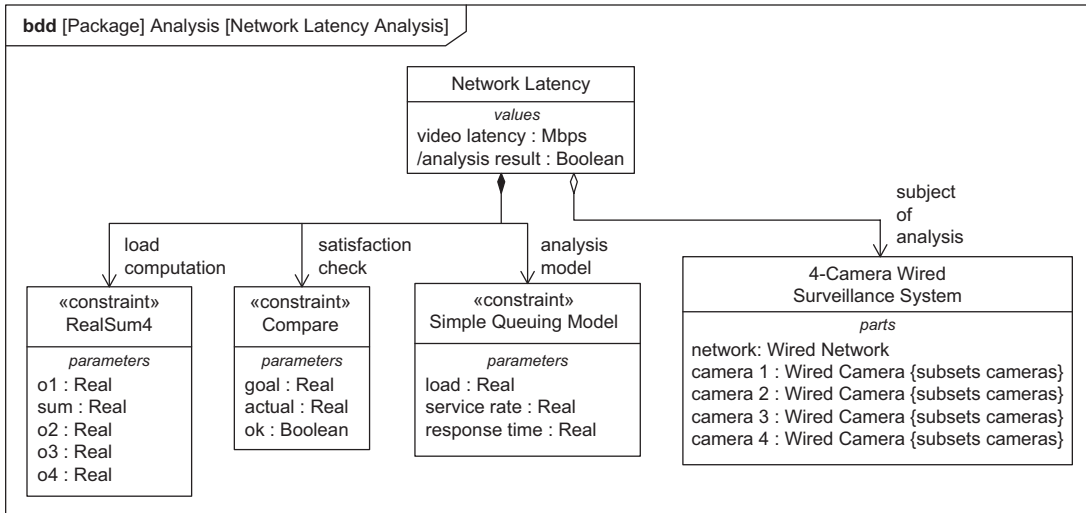 bdd [Package] Analysis [Network Latency Analysis]
Network Latency
values
video latency : Mbps
/analysis result : Boolean
load
computation
satisfaction
check
analysis
model
subject
of
analysis
«constraint»
RealSum4
parameters
o1 : Real
sum : Real
o2 : Real
o3 : Real
o4 : Real
«constraint»
Compare
parameters
goal : Real
actual : Real
ok : Boolean
«constraint»
Simple Queuing Model
parameters
load : Real
service rate : Real
response time : Real
4-Camera Wired
Surveillance System
parts
network: Wired Network
camera 1 : Wired Camera {subsets cameras}
camera 2 : Wired Camera {subsets cameras}
camera 3 : Wired Camera {subsets cameras}
camera 4 : Wired Camera {subsets cameras}